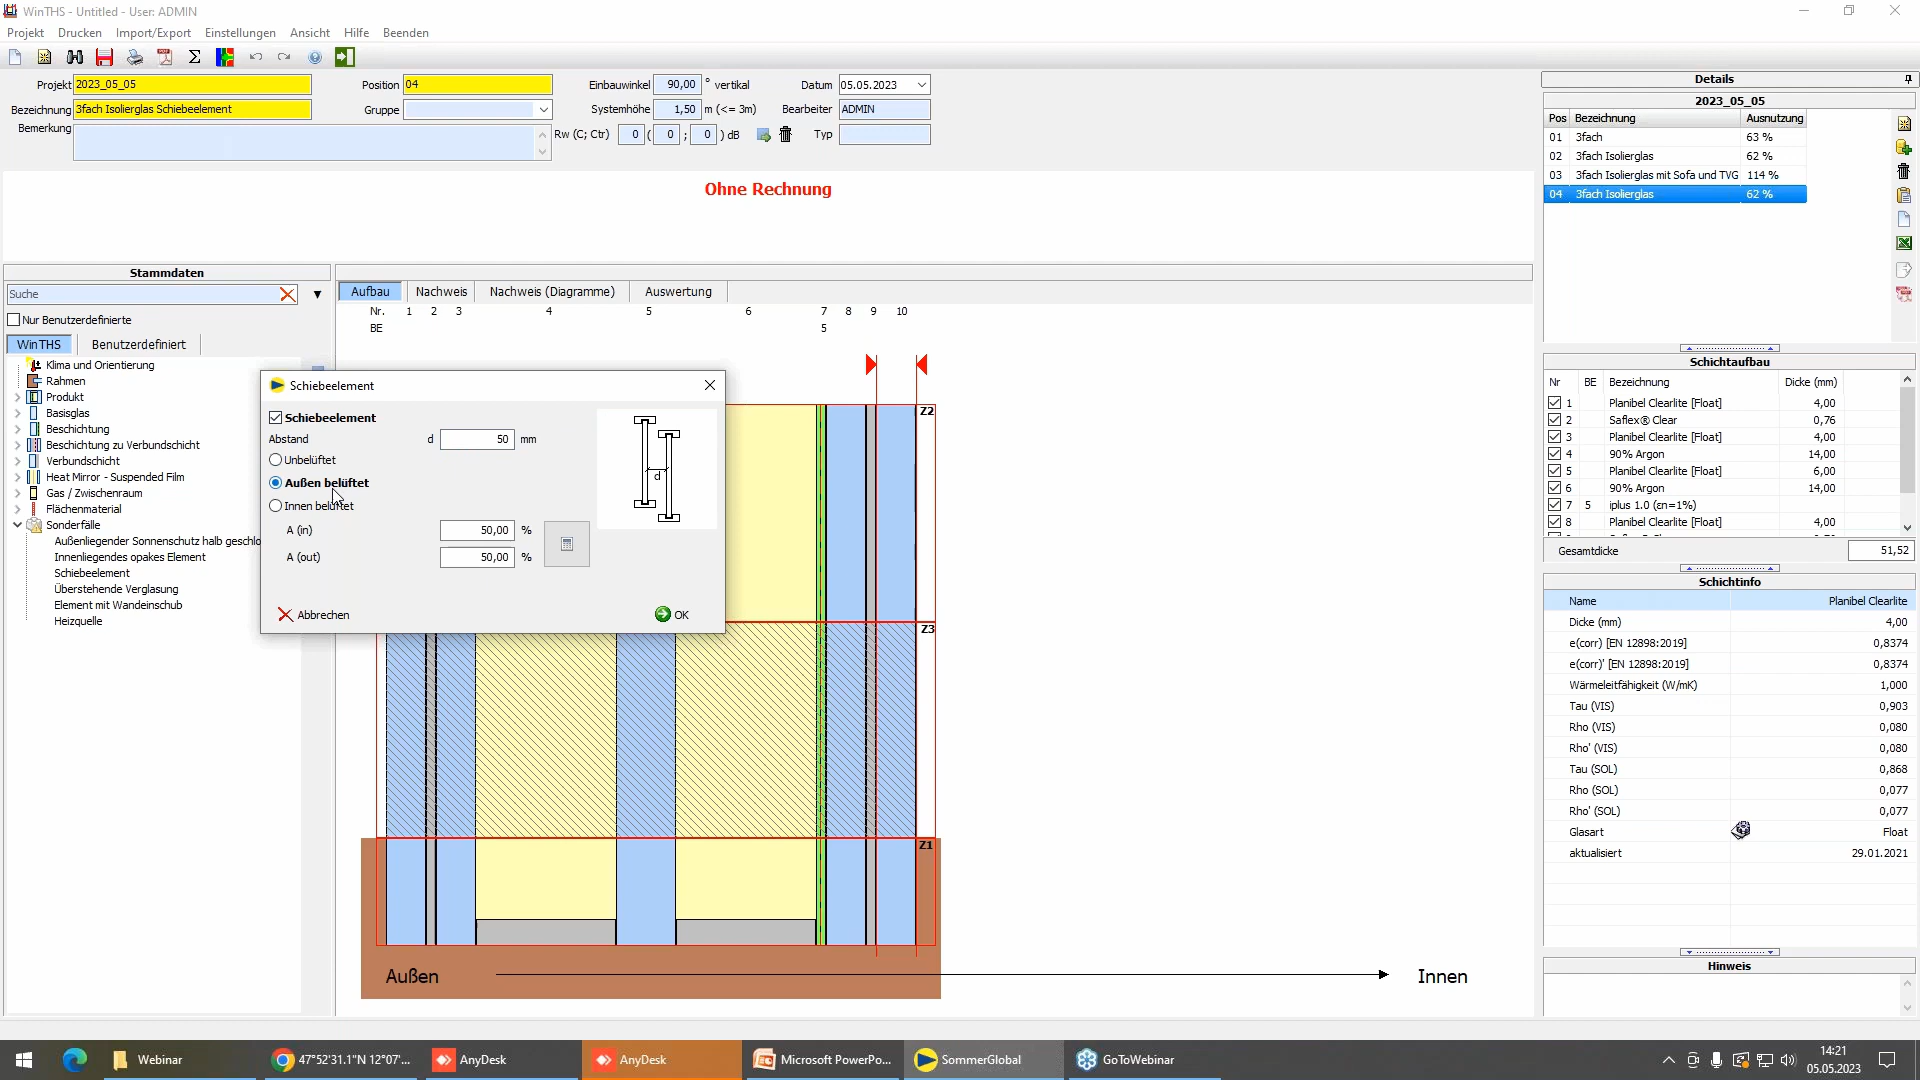 WinTHS - Untitled - User: ADMIN
Projekt Drucken Import/Export Einstellungen Ansicht Hilfe Beenden
Projekt 2023_05_05 Position 04 Einbauwinkel 90,00 ° vertikal Datum 05.05.2023
Bezeichnung 3fach Isolierglas Schiebeelement Gruppe Systemhöhe 1,50 m (<= 3m) Bearbeiter ADMIN
Bemerkung Rw (C; Ctr) 0 ( 0 ; 0 ) dB Typ
Ohne Rechnung
Stammdaten
Suche
Nur Benutzerdefinierte
WinTHS Benutzerdefiniert
Klima und Orientierung
Rahmen
Produkt
Basisglas
Beschichtung
Beschichtung zu Verbundschicht
Verbundschicht
Heat Mirror - Suspended Film
Gas / Zwischenraum
Flächenmaterial
Sonderfälle
Außenliegender Sonnenschutz halb geschlo
Innenliegendes opakes Element
Schiebeelement
Überstehende Verglasung
Element mit Wandeinschub
Heizquelle
Aufbau Nachweis Nachweis (Diagramme) Auswertung
Nr. 1 2 3 4 5 6 7 8 9 10
BE 5
Schiebeelement
Schiebeelement
Abstand d 50 mm
Unbelüftet
Außen belüftet
Innen belüftet
A (in) 50,00 %
A (out) 50,00 %
Abbrechen OK
d
Z2
Z3
Z1
Außen Innen
Details
2023_05_05
Pos Bezeichnung Ausnutzung
01 3fach 63 %
02 3fach Isolierglas 62 %
03 3fach Isolierglas mit Sofa und TVG 114 %
04 3fach Isolierglas 62 %
Schichtaufbau
Nr BE Bezeichnung Dicke (mm)
1 Planibel Clearlite [Float] 4,00
2 Saflex® Clear 0,76
3 Planibel Clearlite [Float] 4,00
4 90% Argon 14,00
5 Planibel Clearlite [Float] 6,00
6 90% Argon 14,00
7 5 iplus 1.0 (εn=1%)
8 Planibel Clearlite [Float] 4,00
Gesamtdicke 51,52
Schichtinfo
Name Planibel Clearlite
Dicke (mm) 4,00
e(corr) [EN 12898:2019] 0,8374
e(corr)' [EN 12898:2019] 0,8374
Wärmeleitfähigkeit (W/mK) 1,000
Tau (VIS) 0,903
Rho (VIS) 0,080
Rho' (VIS) 0,080
Tau (SOL) 0,868
Rho (SOL) 0,077
Rho' (SOL) 0,077
Glasart Float
aktualisiert 29.01.2021
Hinweis
Webinar 47°52'31.1"N 12°07'... AnyDesk AnyDesk Microsoft PowerPo... SommerGlobal GoToWebinar
14:21
05.05.2023